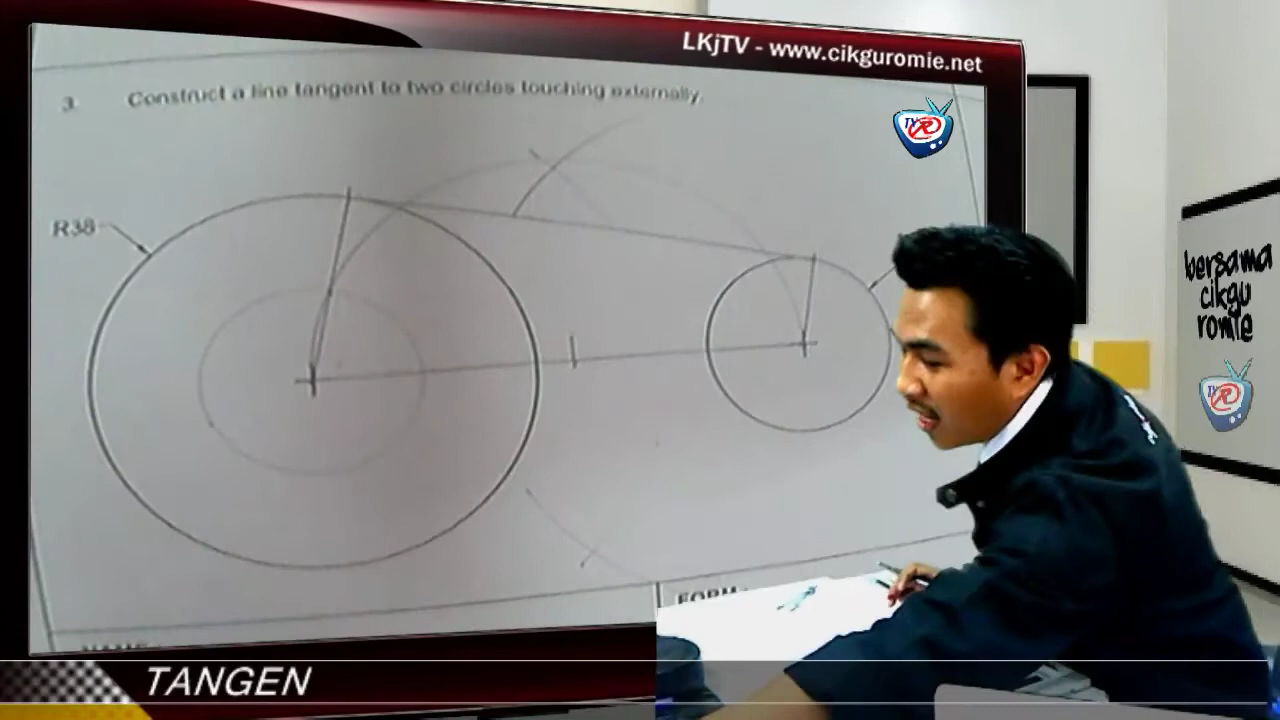 LKjTV - www.cikguromie.net
3. Construct a line tangent to two circles touching externally.
R38
bersama
cikgu
romie
FORM:
TANGEN